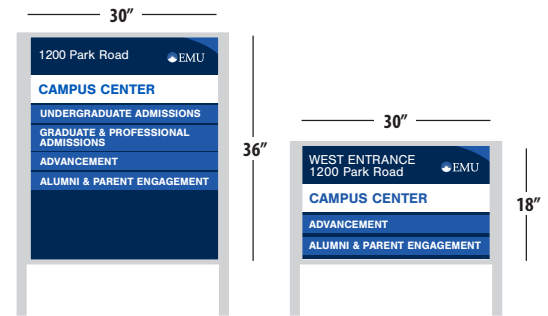 30”
1200 Park Road
EMU
CAMPUS CENTER
UNDERGRADUATE ADMISSIONS
GRADUATE & PROFESSIONAL
ADMISSIONS
ADVANCEMENT
ALUMNI & PARENT ENGAGEMENT
36”
30”
WEST ENTRANCE
1200 Park Road
EMU
CAMPUS CENTER
ADVANCEMENT
ALUMNI & PARENT ENGAGEMENT
18”